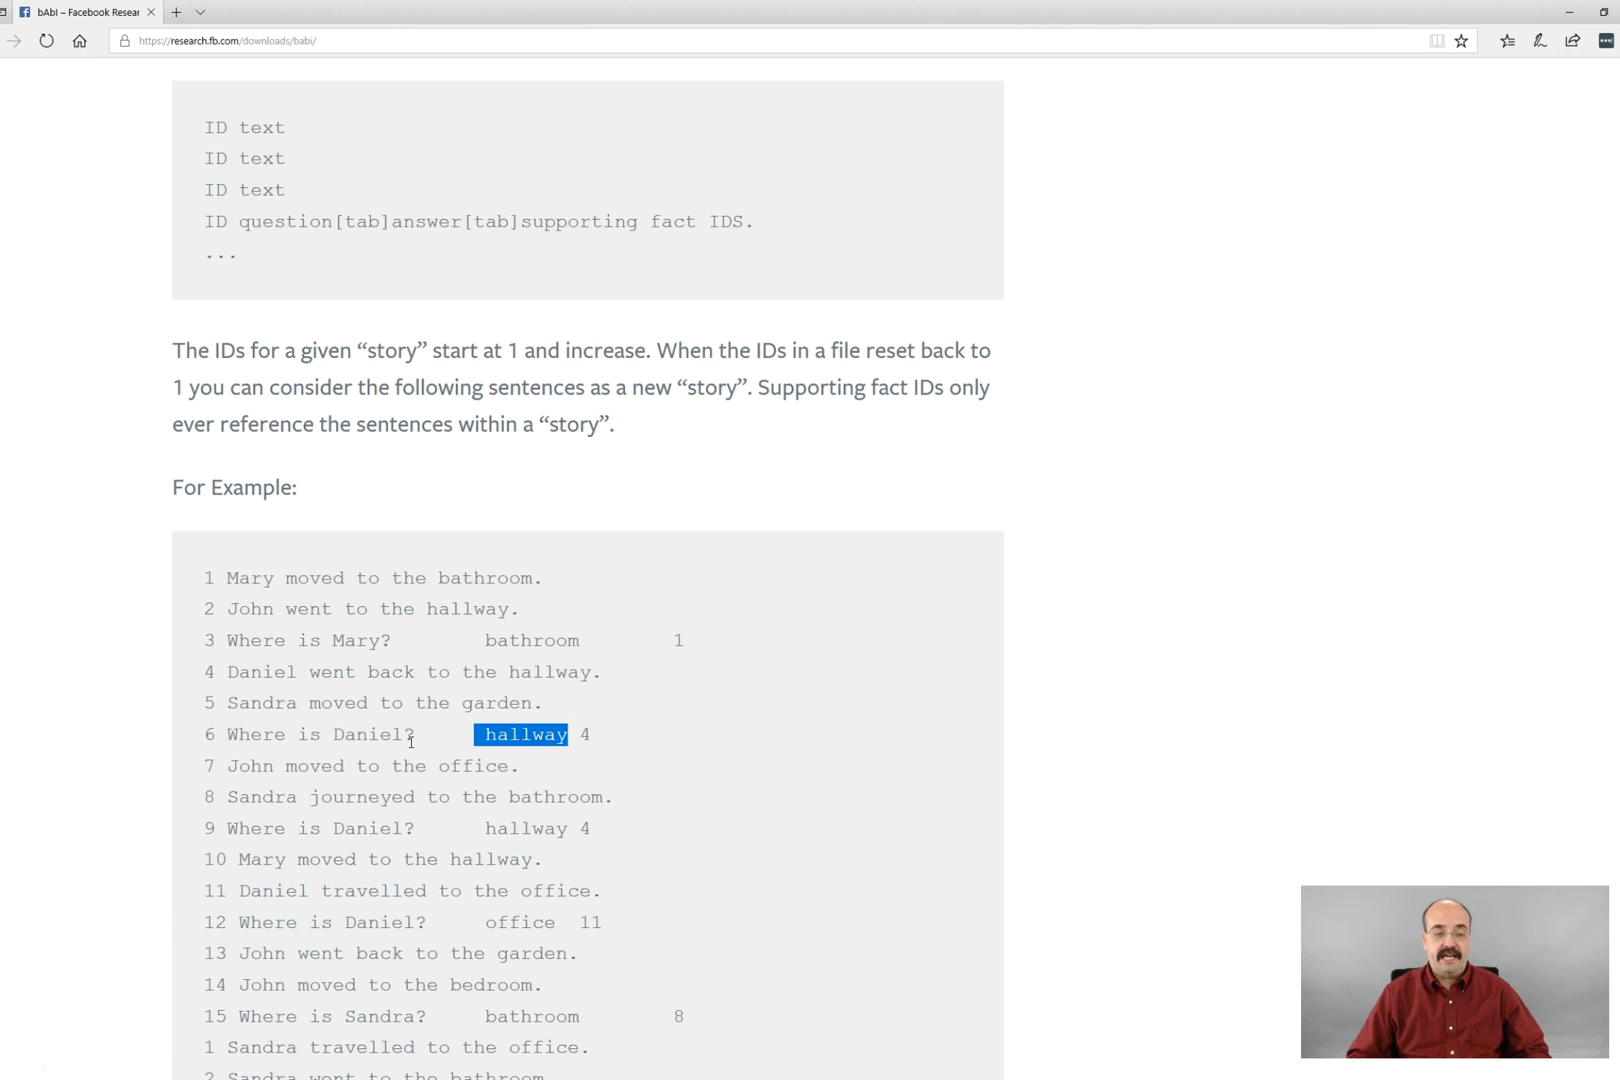 bAbI – Facebook Resear
https://research.fb.com/downloads/babi/
ID text
ID text
ID text
ID question[tab]answer[tab]supporting fact IDS.
...
The IDs for a given “story” start at 1 and increase. When the IDs in a file reset back to
1 you can consider the following sentences as a new “story”. Supporting fact IDs only
ever reference the sentences within a “story”.
For Example:
1 Mary moved to the bathroom.
2 John went to the hallway.
3 Where is Mary? bathroom 1
4 Daniel went back to the hallway.
5 Sandra moved to the garden.
6 Where is Daniel? hallway 4
7 John moved to the office.
8 Sandra journeyed to the bathroom.
9 Where is Daniel? hallway 4
10 Mary moved to the hallway.
11 Daniel travelled to the office.
12 Where is Daniel? office 11
13 John went back to the garden.
14 John moved to the bedroom.
15 Where is Sandra? bathroom 8
1 Sandra travelled to the office.
2 Sandra went to the bathroom